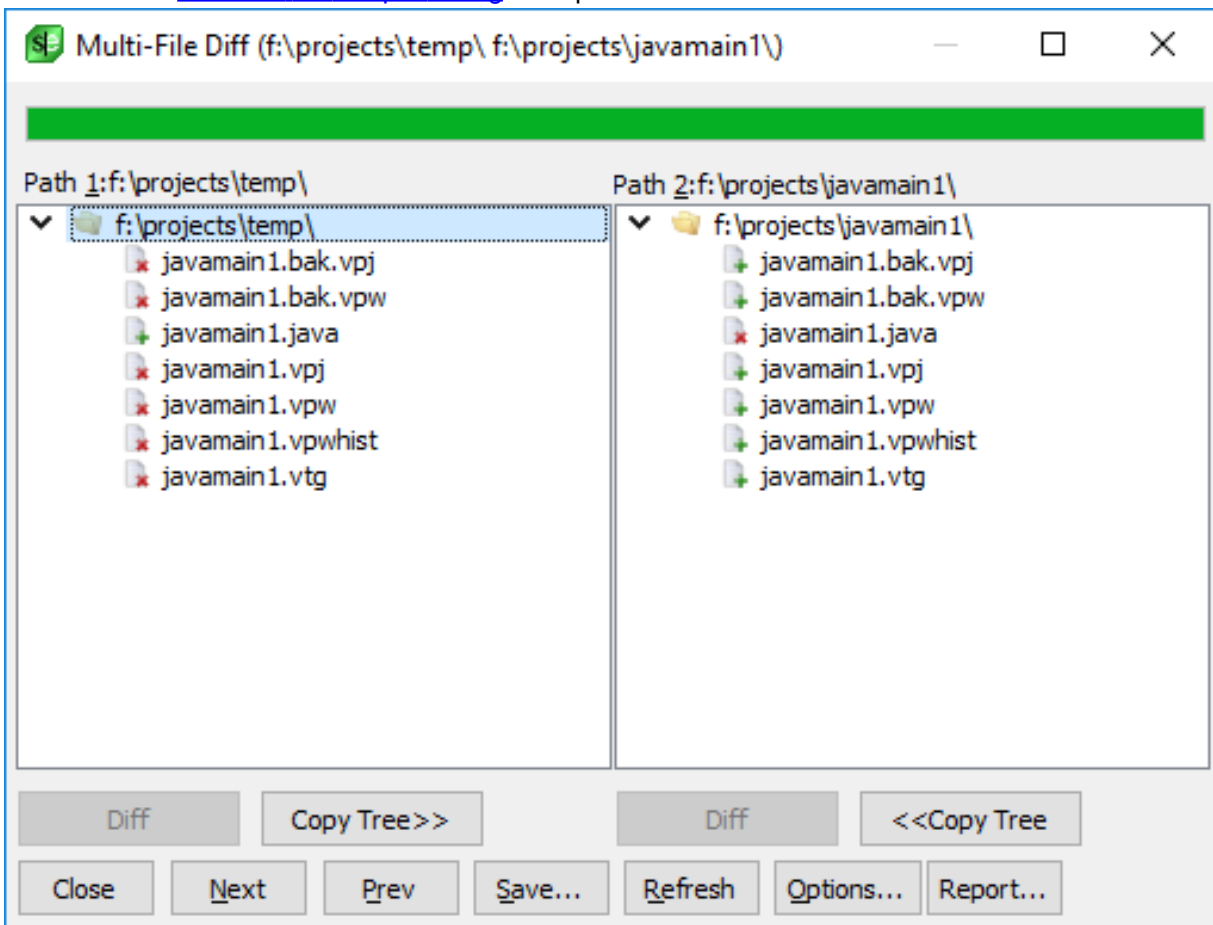 Multi-File Diff (f:\projects\temp\ f:\projects\javamain1\)
Path 1:f:\projects\temp\
f:\projects\temp\
javamain1.bak.vpj
javamain1.bak.vpw
javamain1.java
javamain1.vpj
javamain1.vpw
javamain1.vpwhist
javamain1.vtg
Path 2:f:\projects\javamain1\
f:\projects\javamain1\
javamain1.bak.vpj
javamain1.bak.vpw
javamain1.java
javamain1.vpj
javamain1.vpw
javamain1.vpwhist
javamain1.vtg
Diff Copy Tree>> Diff <<Copy Tree
Close Next Prev Save... Refresh Options... Report...